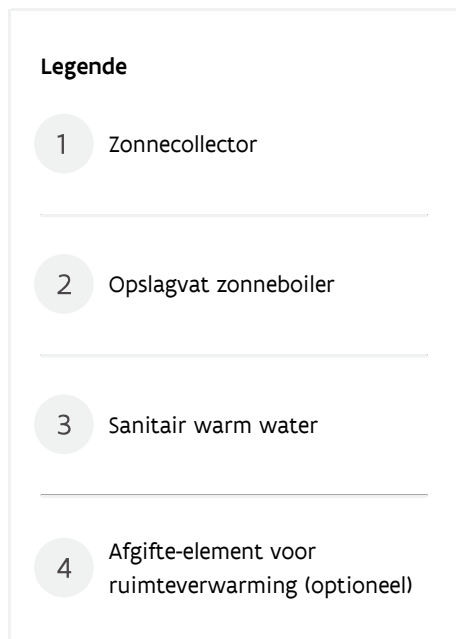 Legende
1 Zonnecollector
2 Opslagvat zonneboiler
3 Sanitair warm water
4 Afgifte-element voor
ruimteverwarming (optioneel)